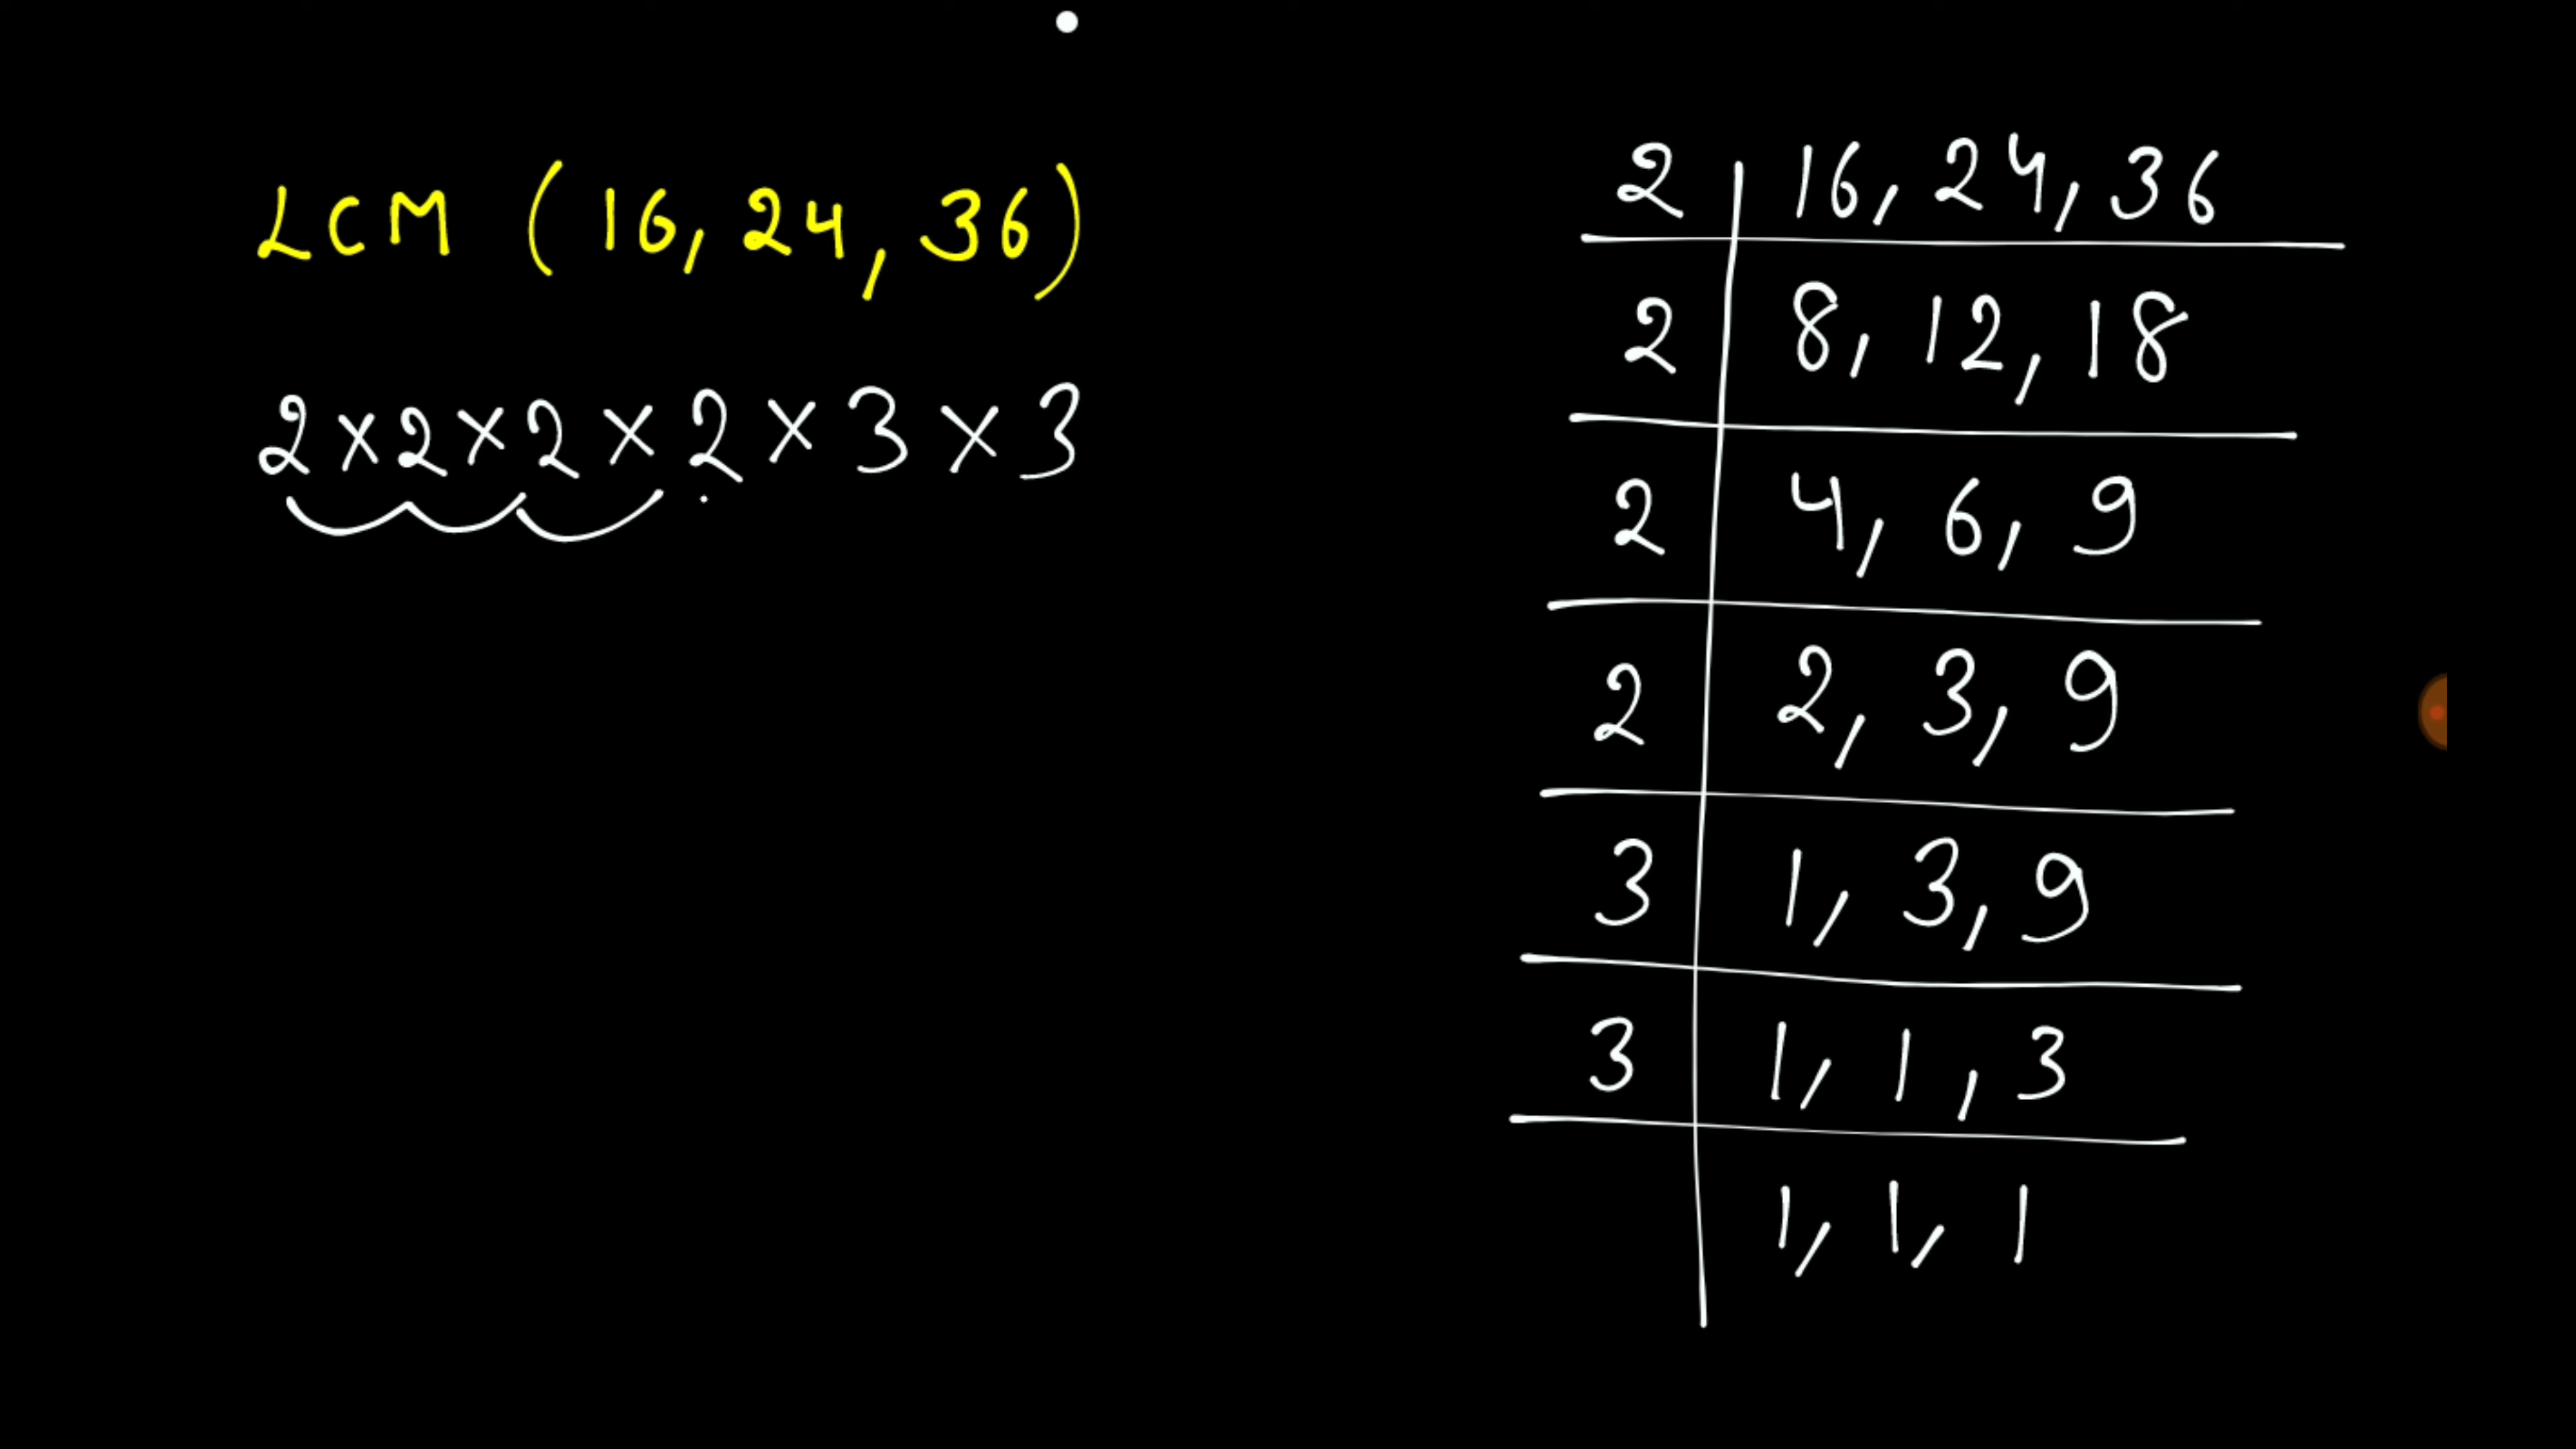 LCM (16, 24, 36)
2×2×2×2×3×3
2 16, 24, 36
2 8, 12, 18
2 4, 6, 9
2 2, 3, 9
3 1, 3, 9
3 1, 1, 3
1, 1, 1